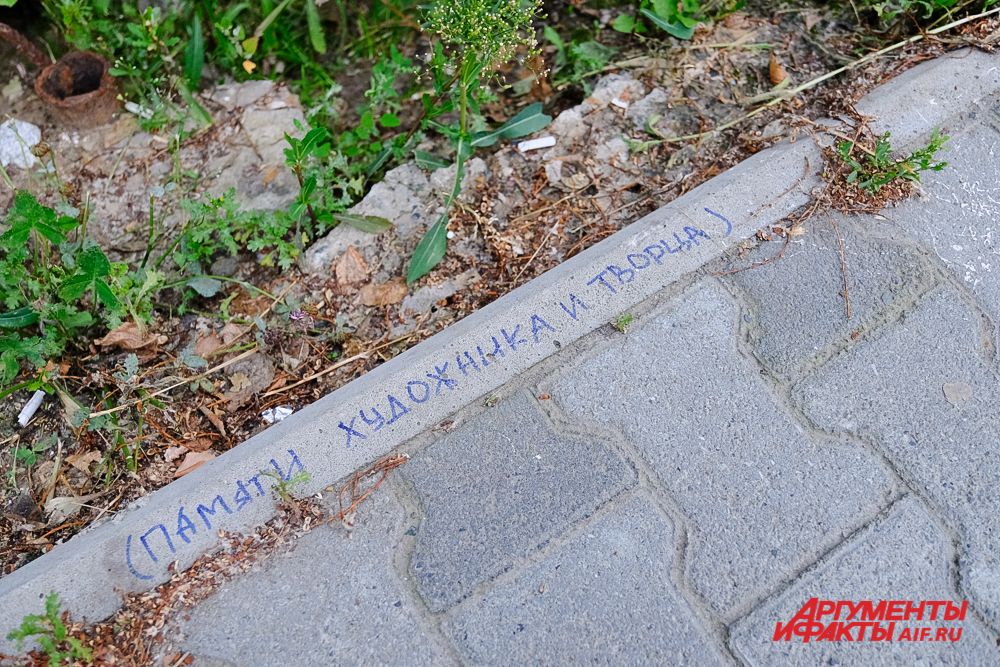 (ПАМЯТИ ХУДОЖНИКА И ТВОРЦА)
АРГУМЕНТЫ
И ФАКТЫ AIF.RU